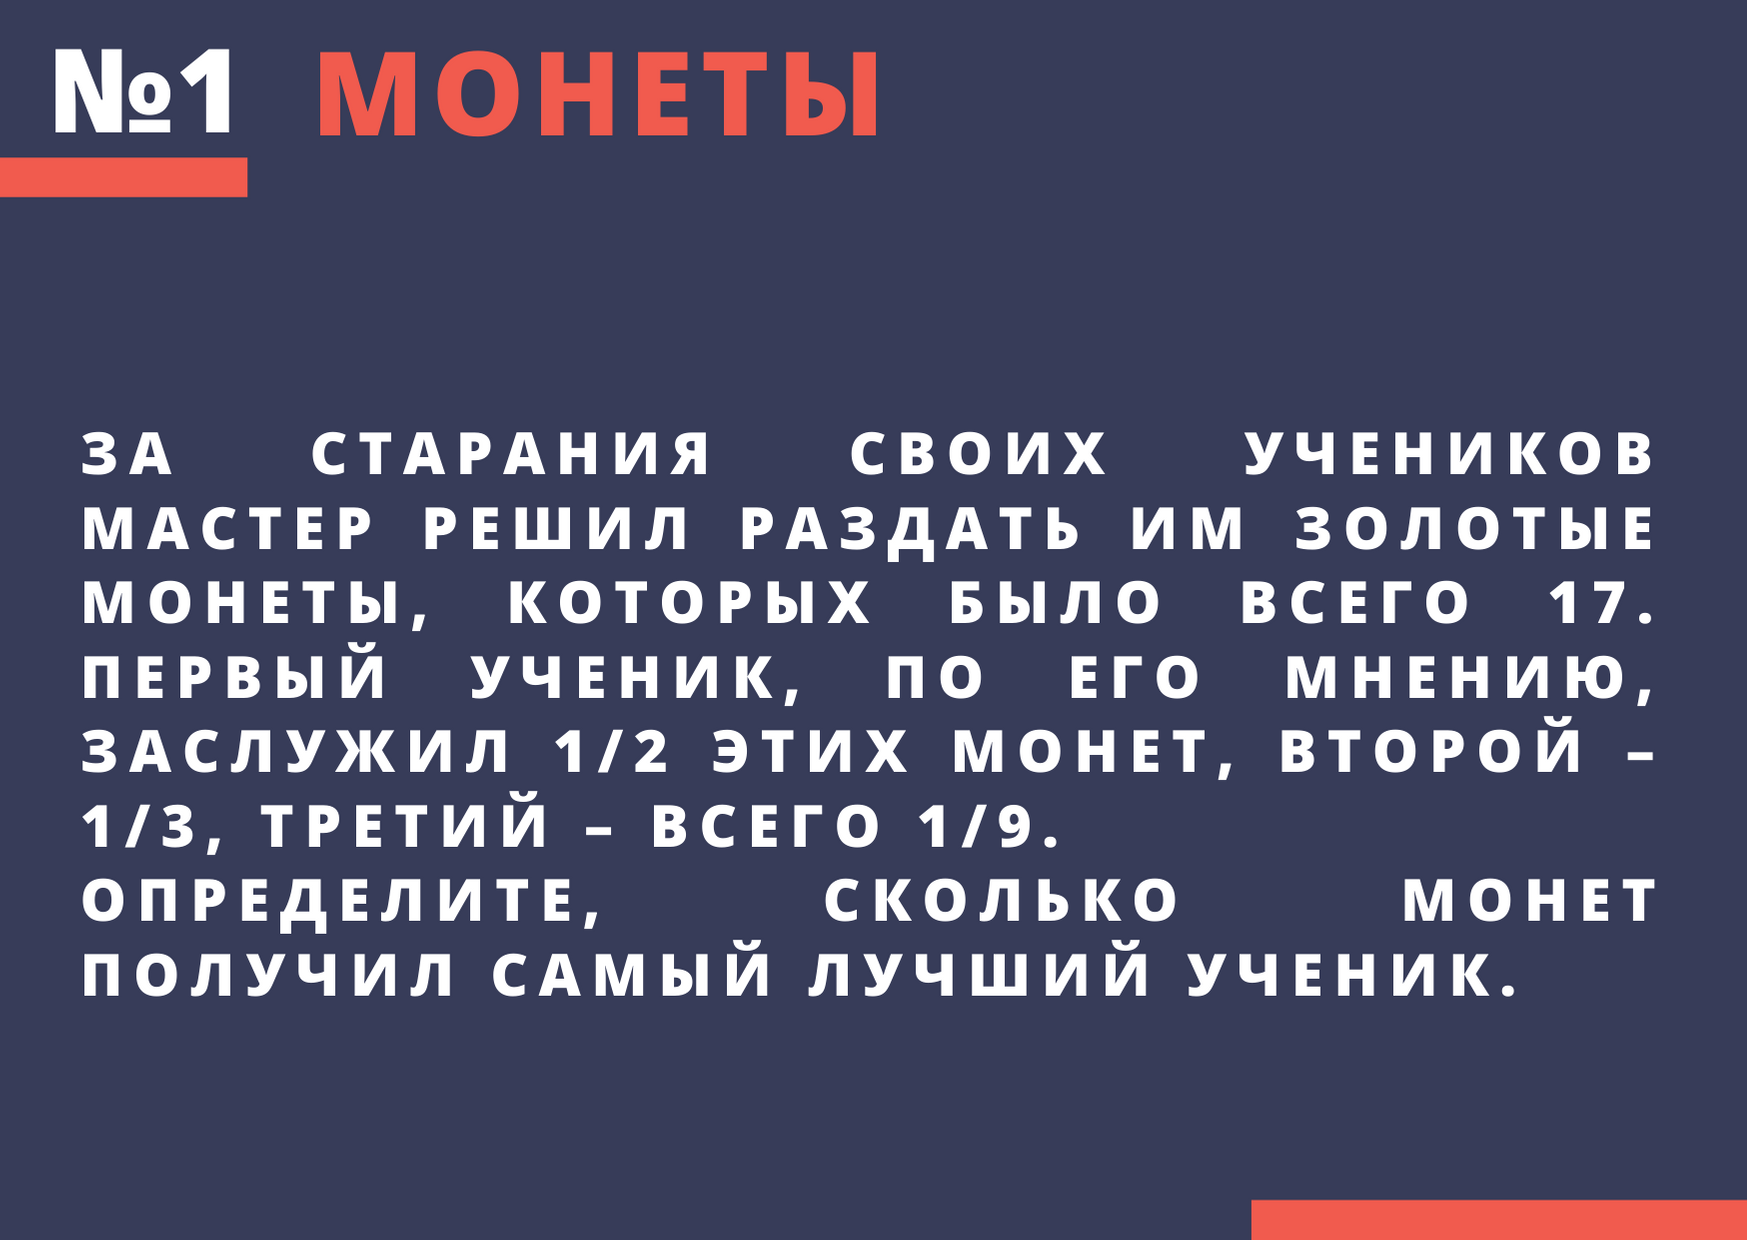 №1 МОНЕТЫ
ЗА СТАРАНИЯ СВОИХ УЧЕНИКОВ
МАСТЕР РЕШИЛ РАЗДАТЬ ИМ ЗОЛОТЫЕ
МОНЕТЫ, КОТОРЫХ БЫЛО ВСЕГО 17.
ПЕРВЫЙ УЧЕНИК, ПО ЕГО МНЕНИЮ,
ЗАСЛУЖИЛ 1/2 ЭТИХ МОНЕТ, ВТОРОЙ –
1/3, ТРЕТИЙ – ВСЕГО 1/9.
ОПРЕДЕЛИТЕ, СКОЛЬКО МОНЕТ
ПОЛУЧИЛ САМЫЙ ЛУЧШИЙ УЧЕНИК.